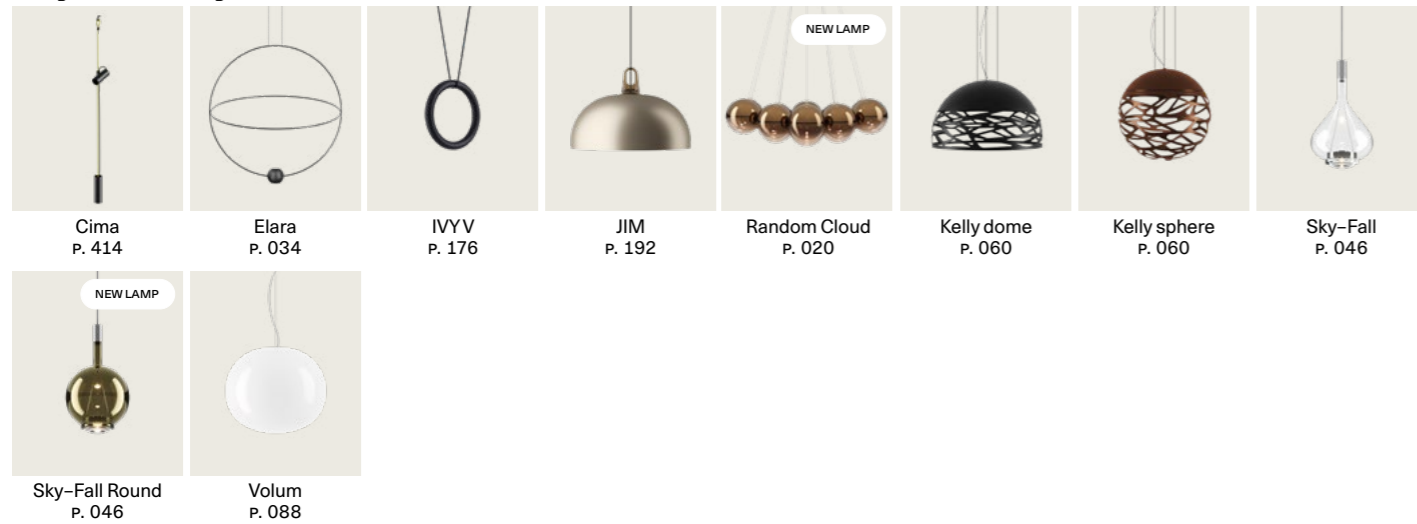 NEW LAMP
Cima
P. 414
Elara
P. 034
IVY V
P. 176
JIM
P. 192
Random Cloud
P. 020
Kelly dome
P. 060
Kelly sphere
P. 060
Sky–Fall
P. 046
NEW LAMP
Sky–Fall Round
P. 046
Volum
P. 088